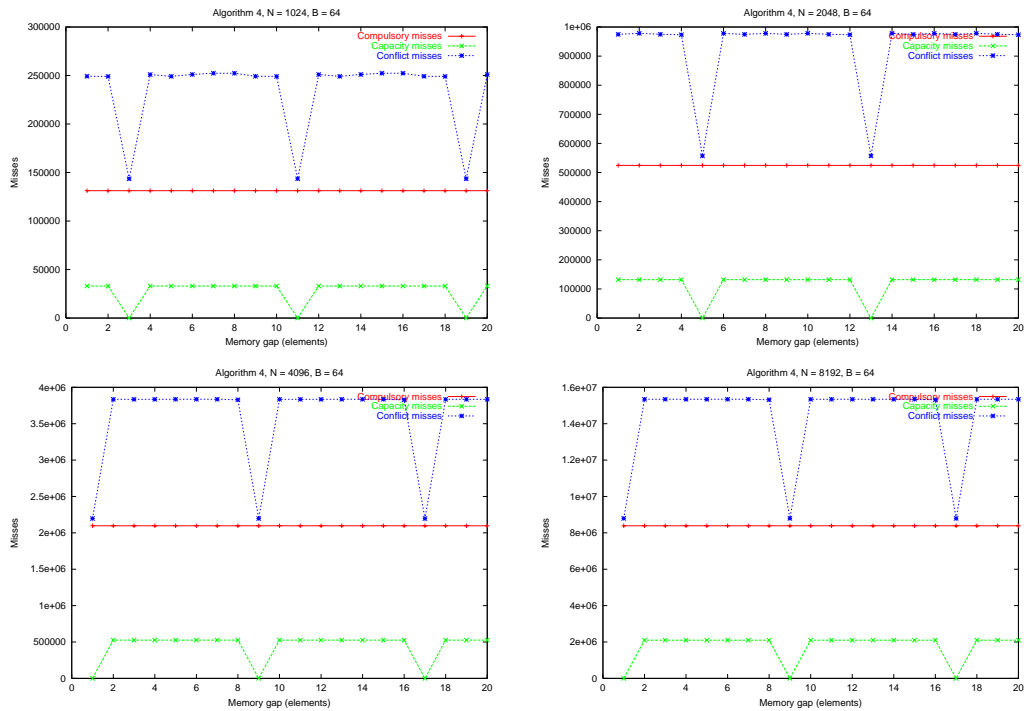 Algorithm 4, N = 1024, B = 64
300000
250000
200000
150000
100000
50000
0
Misses
0 2 4 6 8 10 12 14 16 18 20
Memory gap (elements)
Compulsory misses
Capacity misses
Conflict misses
Algorithm 4, N = 2048, B = 64
1e+06
900000
800000
700000
600000
500000
400000
300000
200000
100000
0
Misses
0 2 4 6 8 10 12 14 16 18 20
Memory gap (elements)
Compulsory misses
Capacity misses
Conflict misses
Algorithm 4, N = 4096, B = 64
4e+06
3.5e+06
3e+06
2.5e+06
2e+06
1.5e+06
1e+06
500000
0
Misses
0 2 4 6 8 10 12 14 16 18 20
Memory gap (elements)
Compulsory misses
Capacity misses
Conflict misses
Algorithm 4, N = 8192, B = 64
1.6e+07
1.4e+07
1.2e+07
1e+07
8e+06
6e+06
4e+06
2e+06
0
Misses
0 2 4 6 8 10 12 14 16 18 20
Memory gap (elements)
Compulsory misses
Capacity misses
Conflict misses